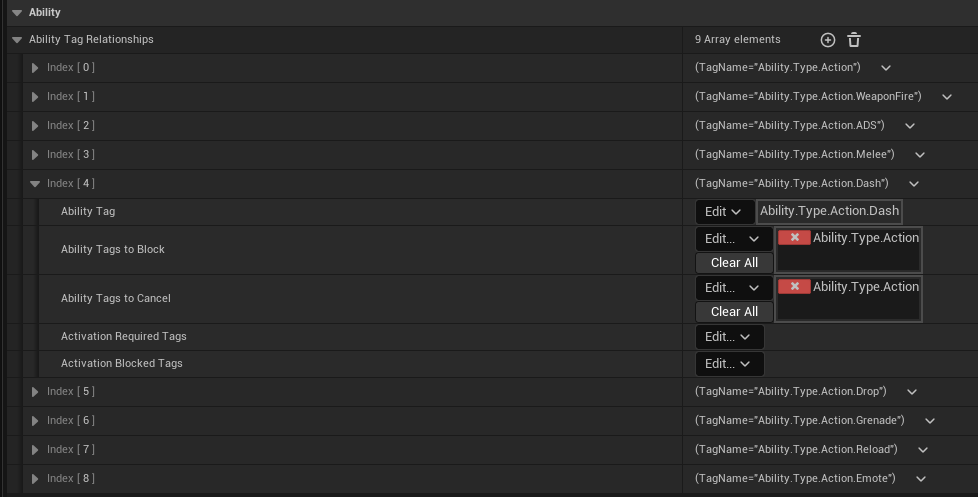 Ability
Ability Tag Relationships 9 Array elements
Index [ 0 ] (TagName="Ability.Type.Action")
Index [ 1 ] (TagName="Ability.Type.Action.WeaponFire")
Index [ 2 ] (TagName="Ability.Type.Action.ADS")
Index [ 3 ] (TagName="Ability.Type.Action.Melee")
Index [ 4 ] (TagName="Ability.Type.Action.Dash")
Ability Tag Edit Ability.Type.Action.Dash
Ability Tags to Block Edit... Ability.Type.Action
Clear All
Ability Tags to Cancel Edit... Ability.Type.Action
Clear All
Activation Required Tags Edit...
Activation Blocked Tags Edit...
Index [ 5 ] (TagName="Ability.Type.Action.Drop")
Index [ 6 ] (TagName="Ability.Type.Action.Grenade")
Index [ 7 ] (TagName="Ability.Type.Action.Reload")
Index [ 8 ] (TagName="Ability.Type.Action.Emote")